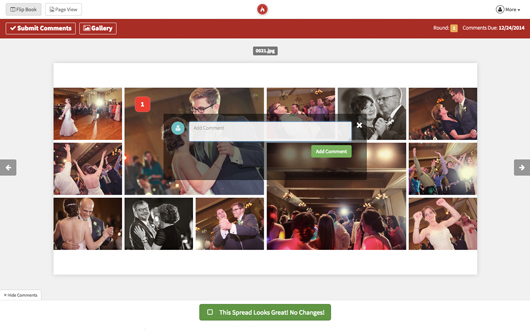 Flip Book
Page View
More
Submit Comments
Gallery
Round: 4
Comments Due: 12/24/2014
0021.jpg
1
Add Comment
Add Comment
Hide Comments
This Spread Looks Great! No Changes!